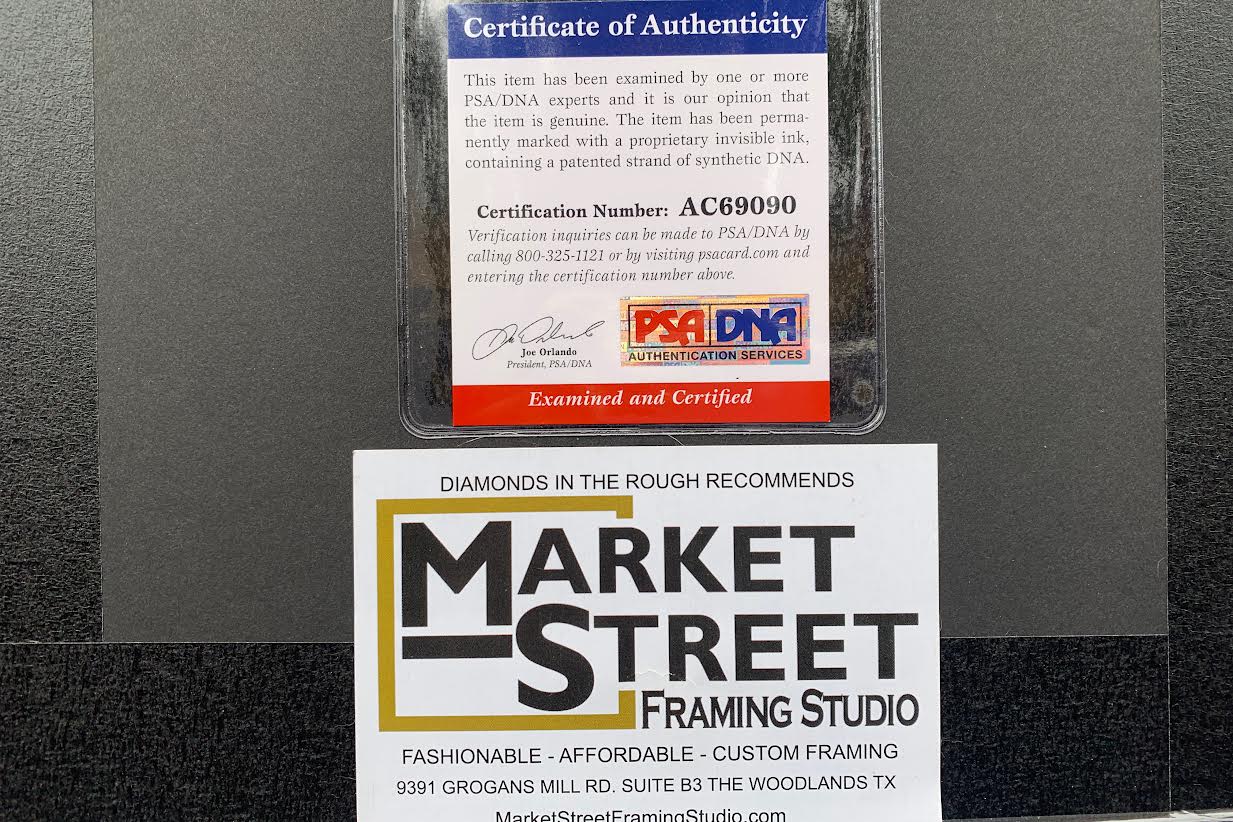 Certificate of Authenticity
This item has been examined by one or more
PSA/DNA experts and it is our opinion that
the item is genuine. The item has been perma-
nently marked with a proprietary invisible ink,
containing a patented strand of synthetic DNA.
Certification Number: AC69090
Verification inquiries can be made to PSA/DNA by
calling 800-325-1121 or by visiting psacard.com and
entering the certification number above.
Joe Orlando
President, PSA/DNA
PSA DNA
AUTHENTICATION SERVICES
Examined and Certified
DIAMONDS IN THE ROUGH RECOMMENDS
MARKET
STREET
FRAMING STUDIO
FASHIONABLE - AFFORDABLE - CUSTOM FRAMING
9391 GROGANS MILL RD. SUITE B3 THE WOODLANDS TX
MarketStreetFramingStudio.com